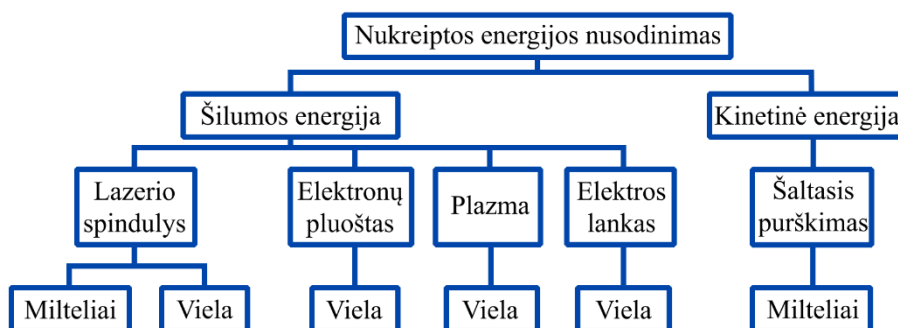 Nukreiptos energijos nusodinimas
Šilumos energija
Kinetinė energija
Lazerio
spindulys
Elektronų
pluoštas
Plazma
Elektros
lankas
Šaltasis
purškimas
Milteliai
Viela
Viela
Viela
Viela
Milteliai